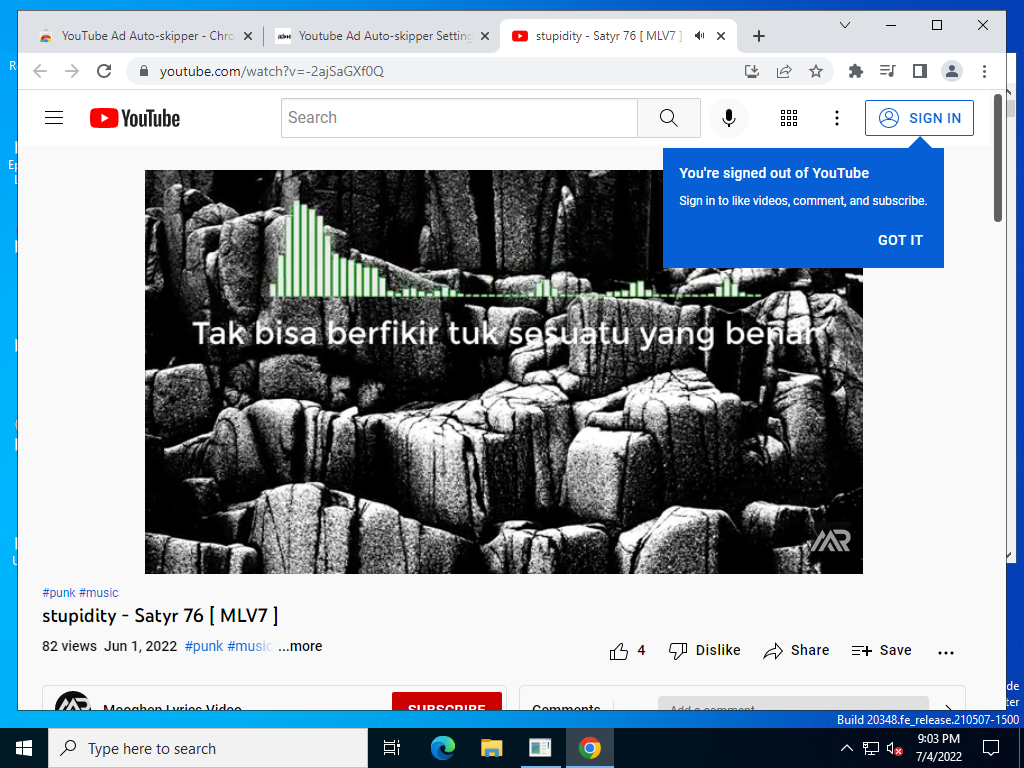 YouTube Ad Auto-skipper - Chro
Youtube Ad Auto-skipper Setting
stupidity - Satyr 76 [ MLV7 ]
youtube.com/watch?v=-2ajSaGXf0Q
YouTube
Search
SIGN IN
You're signed out of YouTube
Sign in to like videos, comment, and subscribe.
GOT IT
Tak bisa berfikir tuk sesuatu yang benar
MR
#punk #music
stupidity - Satyr 76 [ MLV7 ]
82 views Jun 1, 2022 #punk #music ...more
4 Dislike Share Save
Mooghen Lyrics Video
SUBSCRIBE
Comments
Add a comment...
Build 20348.fe_release.210507-1500
Type here to search
9:03 PM
7/4/2022